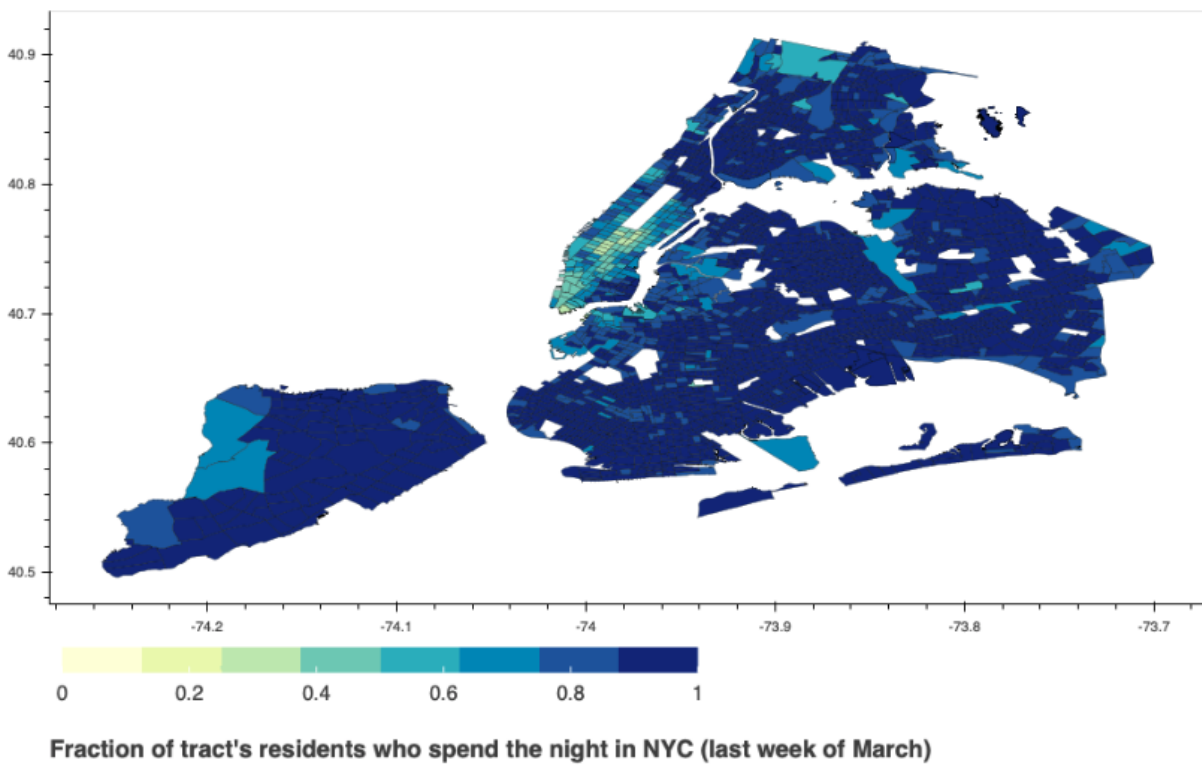 40.9
40.8
40.7
40.6
40.5
-74.2 -74.1 -74 -73.9 -73.8 -73.7
0 0.2 0.4 0.6 0.8 1
Fraction of tract's residents who spend the night in NYC (last week of March)